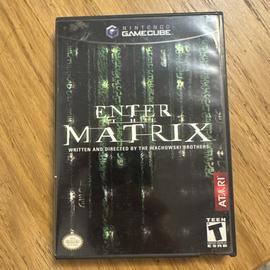 NINTENDO
GAMECUBE
ENTER
THE
MATRIX
WRITTEN AND DIRECTED BY THE WACHOWSKI BROTHERS
ATARI
TEEN
T
ESRB